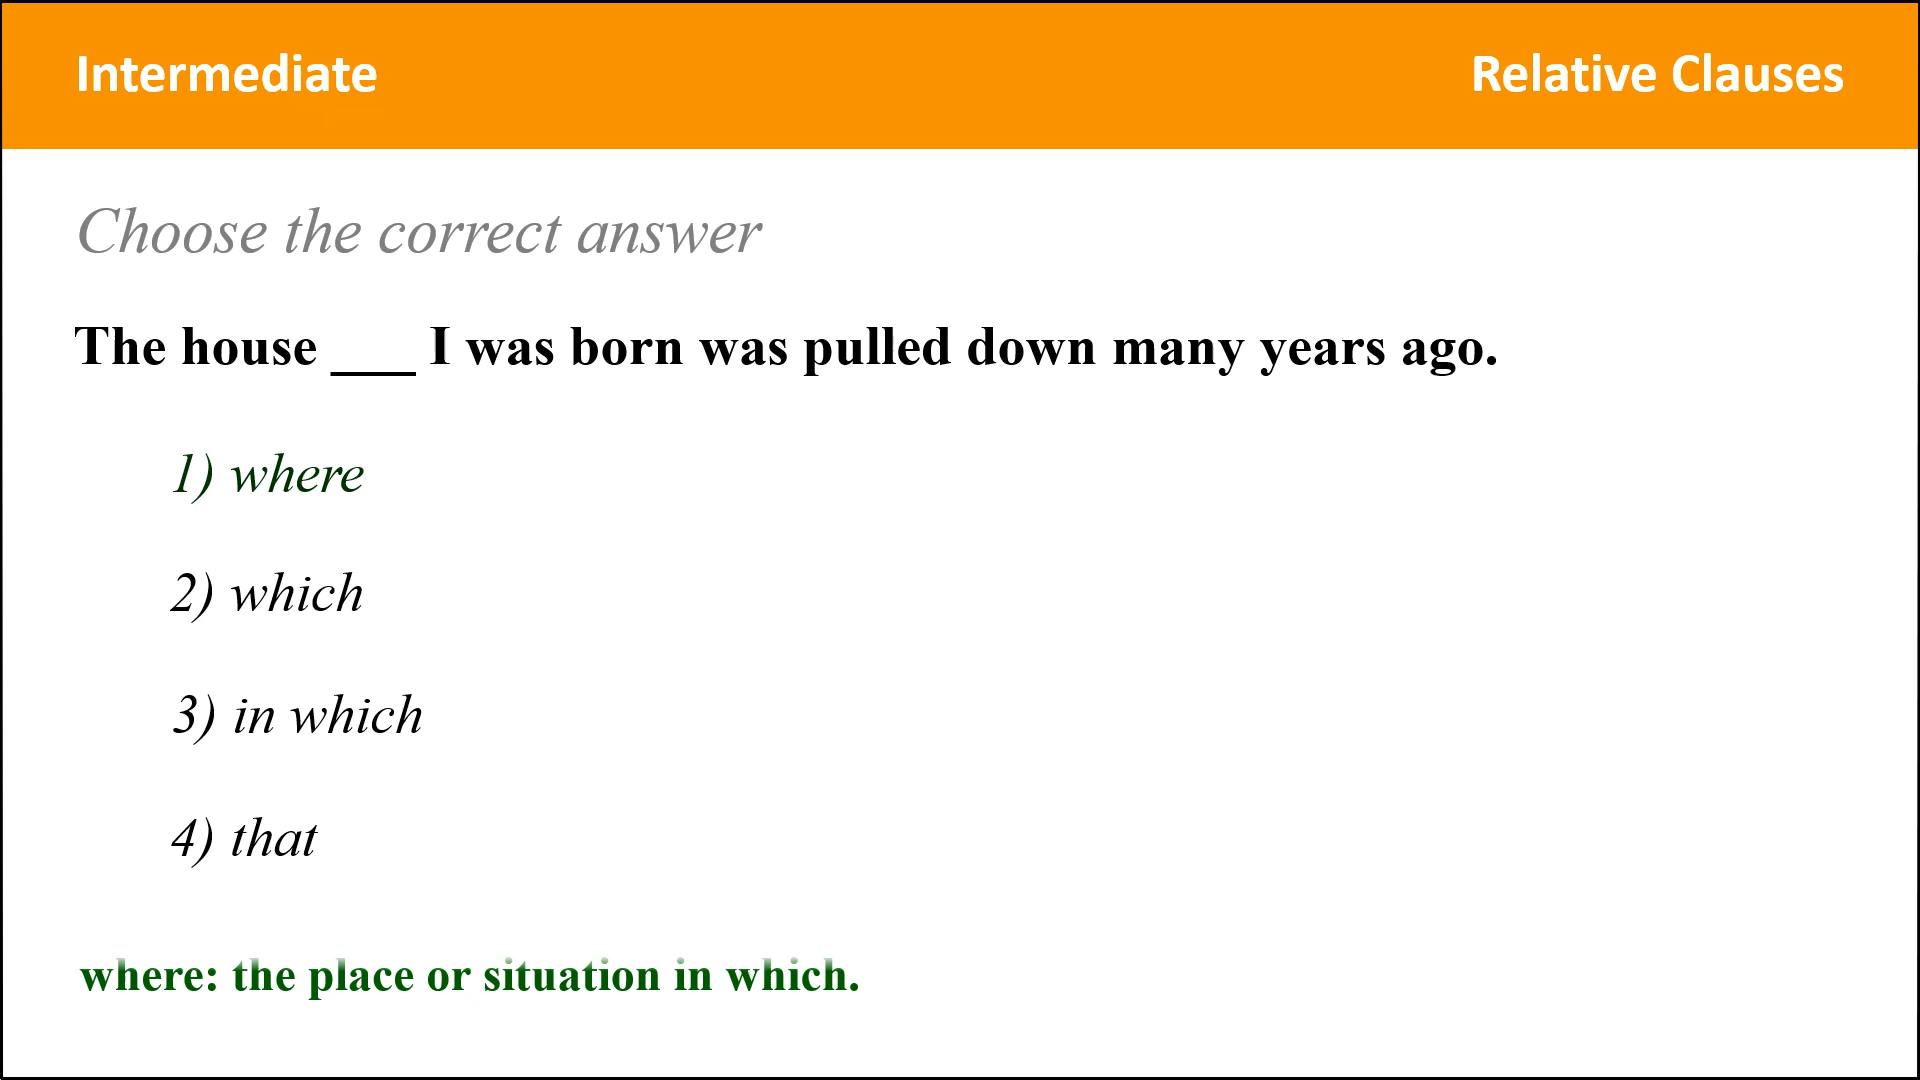 Intermediate
Relative Clauses
Choose the correct answer
The house ___ I was born was pulled down many years ago.
1) where
2) which
3) in which
4) that
where: the place or situation in which.